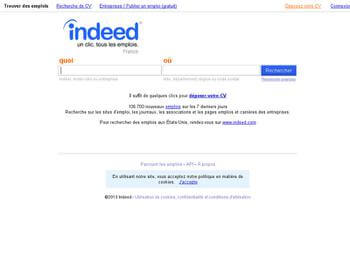 Trouver des emplois Recherche de CV Entreprises / Publier un emploi (gratuit) Déposez votre CV Connexion
indeed
un clic. tous les emplois.
France
quoi où
Rechercher
métier, mots-clés ou entreprise ville, département, région ou code postal Recherche avancée
Il suffit de quelques clics pour déposer votre CV
106 700 nouveaux emplois sur les 7 derniers jours
Recherche sur les sites d'emploi, les journaux, les associations et les pages emplois et carrières des entreprises.
Pour rechercher des emplois aux États-Unis, rendez-vous sur www.indeed.com
Parcourir les emplois - API - À propos
En utilisant notre site, vous acceptez notre politique en matière de
cookies. J'accepte
©2013 Indeed - Utilisation de cookies, confidentialité et conditions d'utilisation